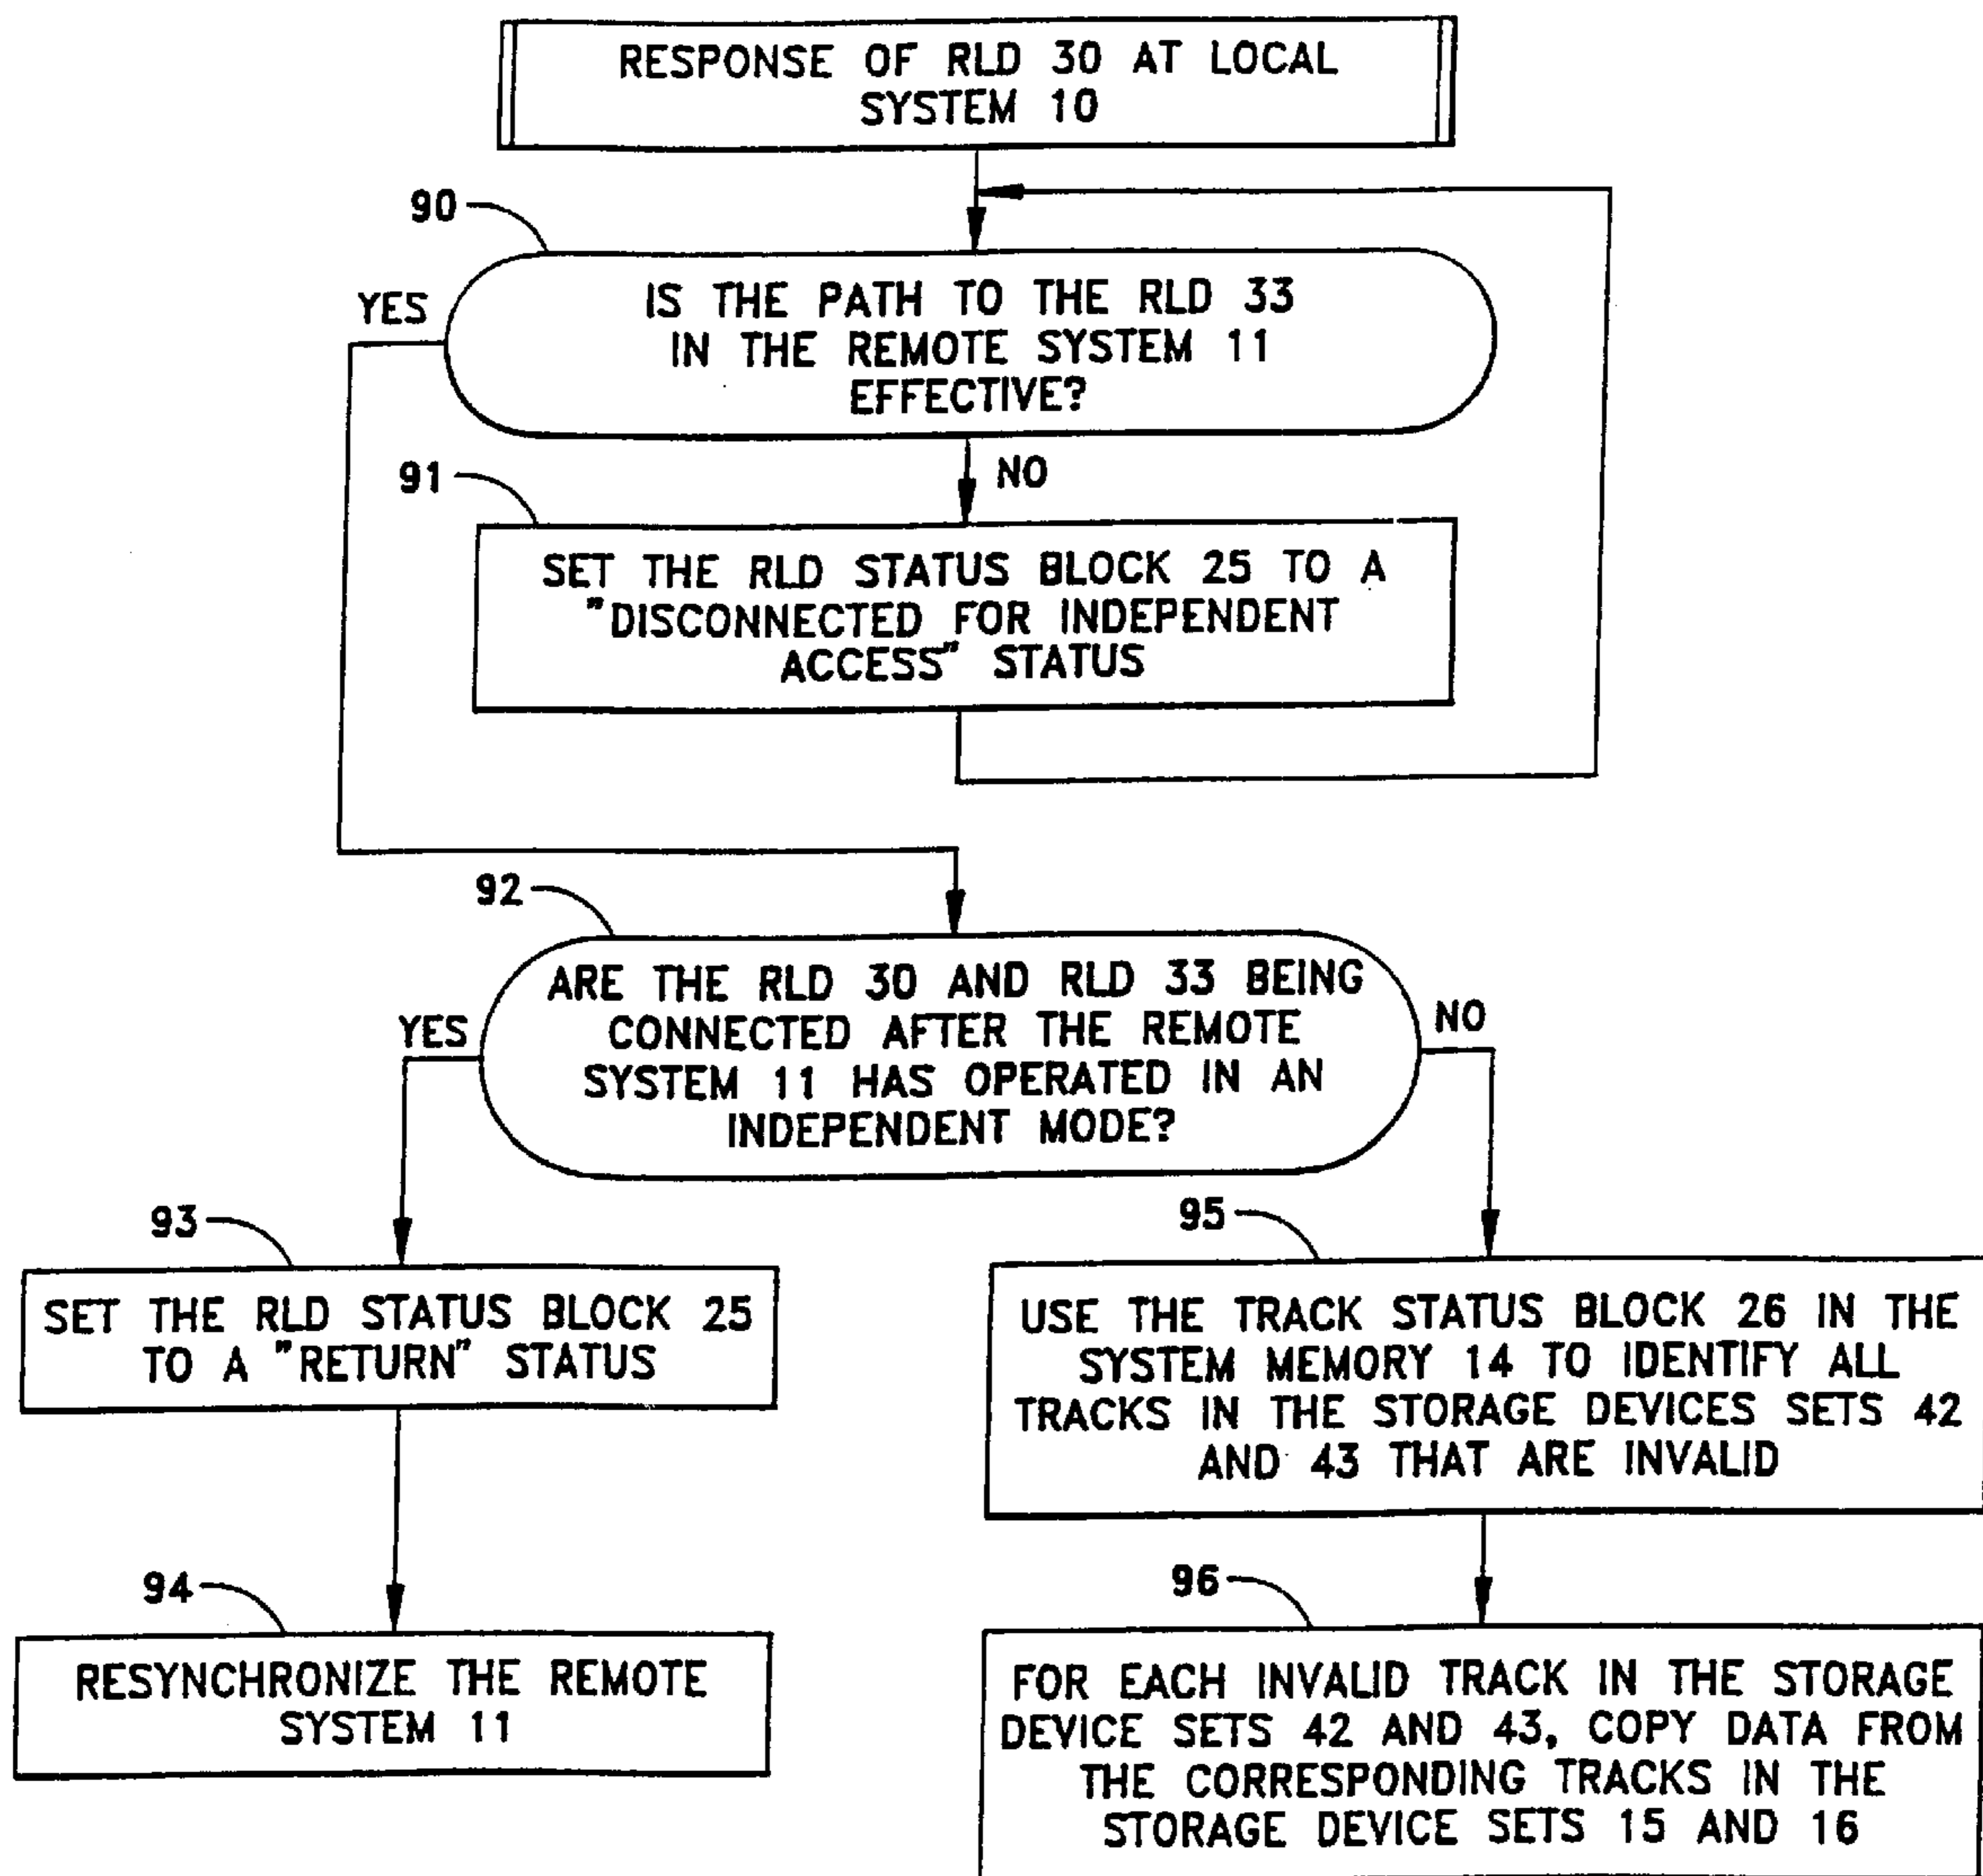 RESPONSE OF RLD 30 AT LOCAL
SYSTEM 10
90
YES
IS THE PATH TO THE RLD 33
IN THE REMOTE SYSTEM 11
EFFECTIVE?
NO
91
SET THE RLD STATUS BLOCK 25 TO A
"DISCONNECTED FOR INDEPENDENT
ACCESS" STATUS
92
ARE THE RLD 30 AND RLD 33 BEING
CONNECTED AFTER THE REMOTE
SYSTEM 11 HAS OPERATED IN AN
INDEPENDENT MODE?
YES
NO
93
SET THE RLD STATUS BLOCK 25
TO A "RETURN" STATUS
94
RESYNCHRONIZE THE REMOTE
SYSTEM 11
95
USE THE TRACK STATUS BLOCK 26 IN THE
SYSTEM MEMORY 14 TO IDENTIFY ALL
TRACKS IN THE STORAGE DEVICES SETS 42
AND 43 THAT ARE INVALID
96
FOR EACH INVALID TRACK IN THE STORAGE
DEVICE SETS 42 AND 43, COPY DATA FROM
THE CORRESPONDING TRACKS IN THE
STORAGE DEVICE SETS 15 AND 16